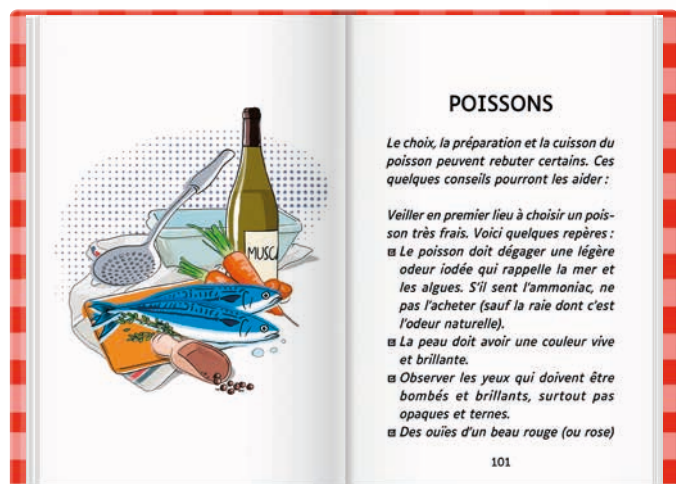 MUSC
POISSONS
Le choix, la préparation et la cuisson du
poisson peuvent rebuter certains. Ces
quelques conseils pourront les aider :
Veiller en premier lieu à choisir un pois-
son très frais. Voici quelques repères :
Le poisson doit dégager une légère
odeur iodée qui rappelle la mer et
les algues. S'il sent l'ammoniac, ne
pas l'acheter (sauf la raie dont c'est
l'odeur naturelle).
La peau doit avoir une couleur vive
et brillante.
Observer les yeux qui doivent être
bombés et brillants, surtout pas
opaques et ternes.
Des ouïes d'un beau rouge (ou rose)
101